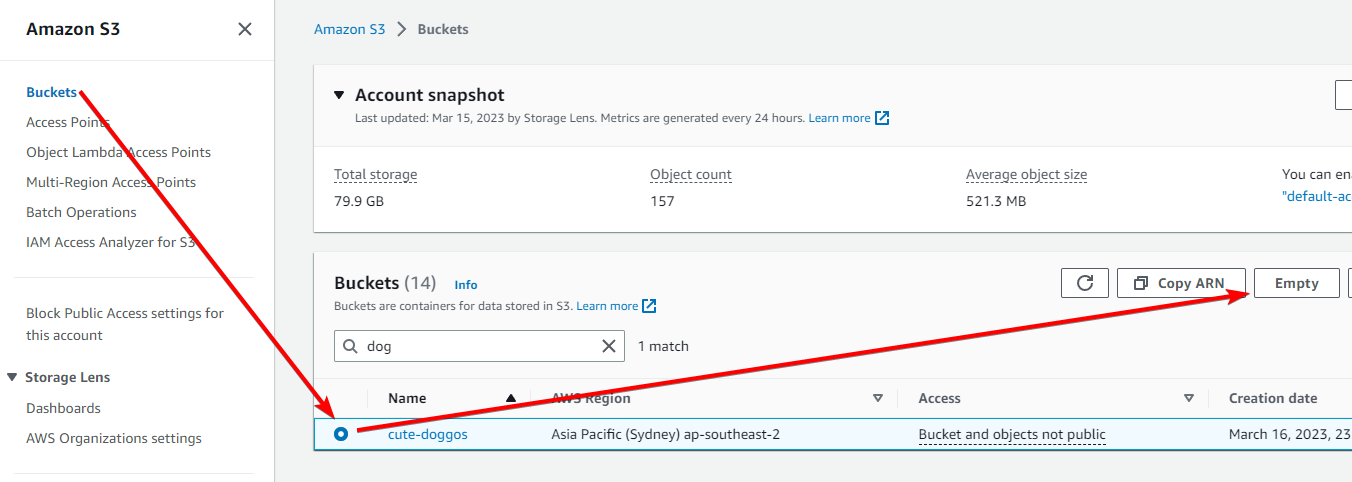 Amazon S3
Buckets
Access Points
Object Lambda Access Points
Multi-Region Access Points
Batch Operations
IAM Access Analyzer for S3
Block Public Access settings for
this account
Storage Lens
Dashboards
AWS Organizations settings
Amazon S3 > Buckets
Account snapshot
Last updated: Mar 15, 2023 by Storage Lens. Metrics are generated every 24 hours. Learn more
Total storage Object count Average object size You can ena
79.9 GB 157 521.3 MB "default-ac
Buckets (14) Info Copy ARN Empty
Buckets are containers for data stored in S3. Learn more
dog 1 match
Name AWS Region Access Creation date
cute-doggos Asia Pacific (Sydney) ap-southeast-2 Bucket and objects not public March 16, 2023, 23